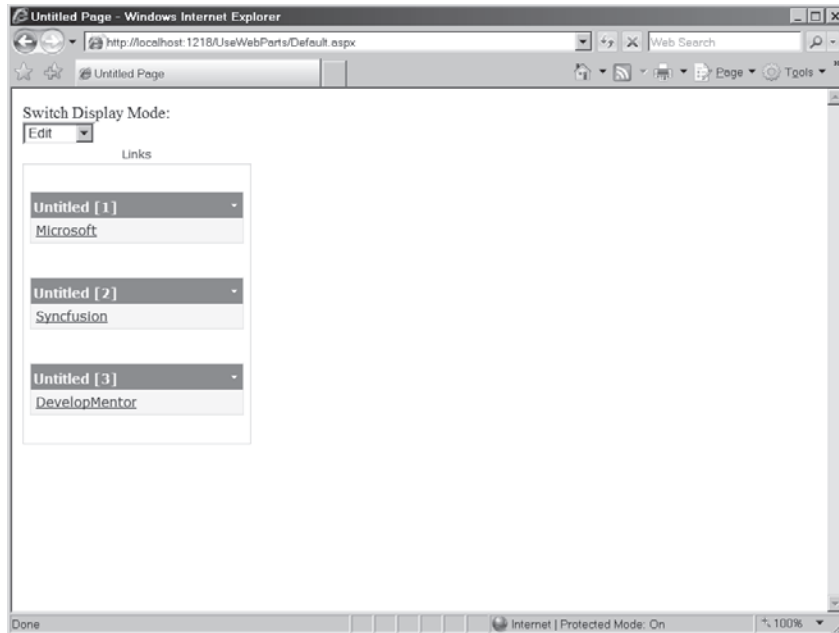 Untitled Page - Windows Internet Explorer
http://localhost:1218/UseWebParts/Default.aspx
Web Search
Untitled Page
Page
Tools
Switch Display Mode:
Edit
Links
Untitled [1]
Microsoft
Untitled [2]
Syncfusion
Untitled [3]
DevelopMentor
Done
Internet | Protected Mode: On
100%